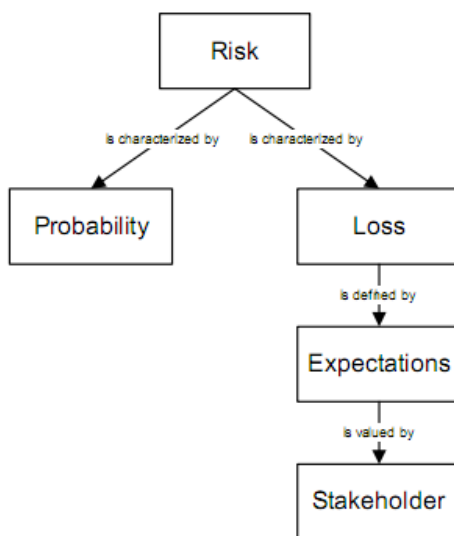 Risk
is characterized by
is characterized by
Probability
Loss
is defined by
Expectations
is valued by
Stakeholder